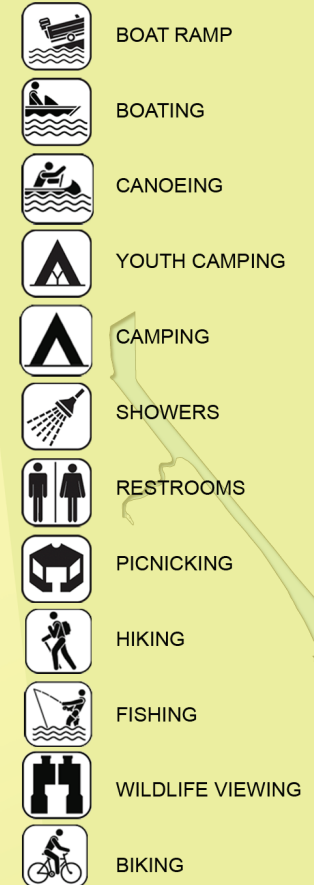 BOAT RAMP
BOATING
CANOEING
YOUTH CAMPING
CAMPING
SHOWERS
RESTROOMS
PICNICKING
HIKING
FISHING
WILDLIFE VIEWING
BIKING